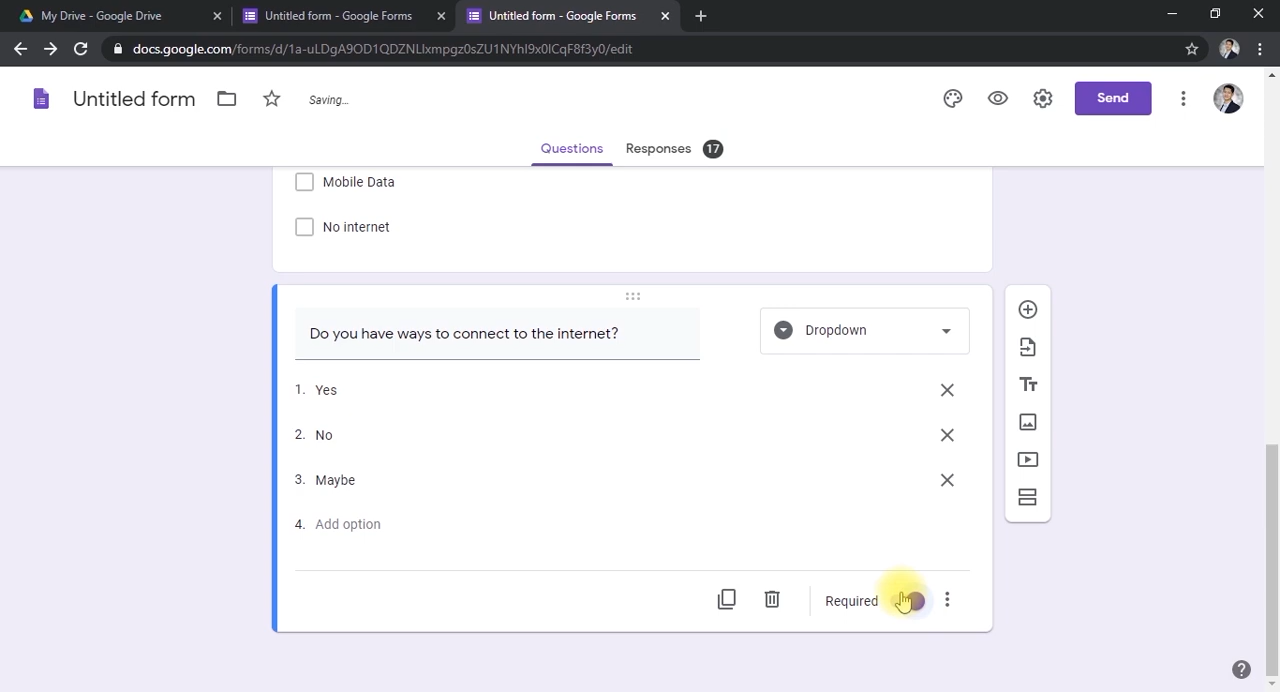 My Drive - Google Drive
Untitled form - Google Forms
Untitled form - Google Forms
docs.google.com/forms/d/1a-uLDgA9OD1QDZNLlxmpgz0sZU1NYhI9x0lCqF8f3y0/edit
Untitled form
Saving...
Send
Questions
Responses 17
Mobile Data
No internet
Do you have ways to connect to the internet?
Dropdown
1. Yes
2. No
3. Maybe
4. Add option
Required